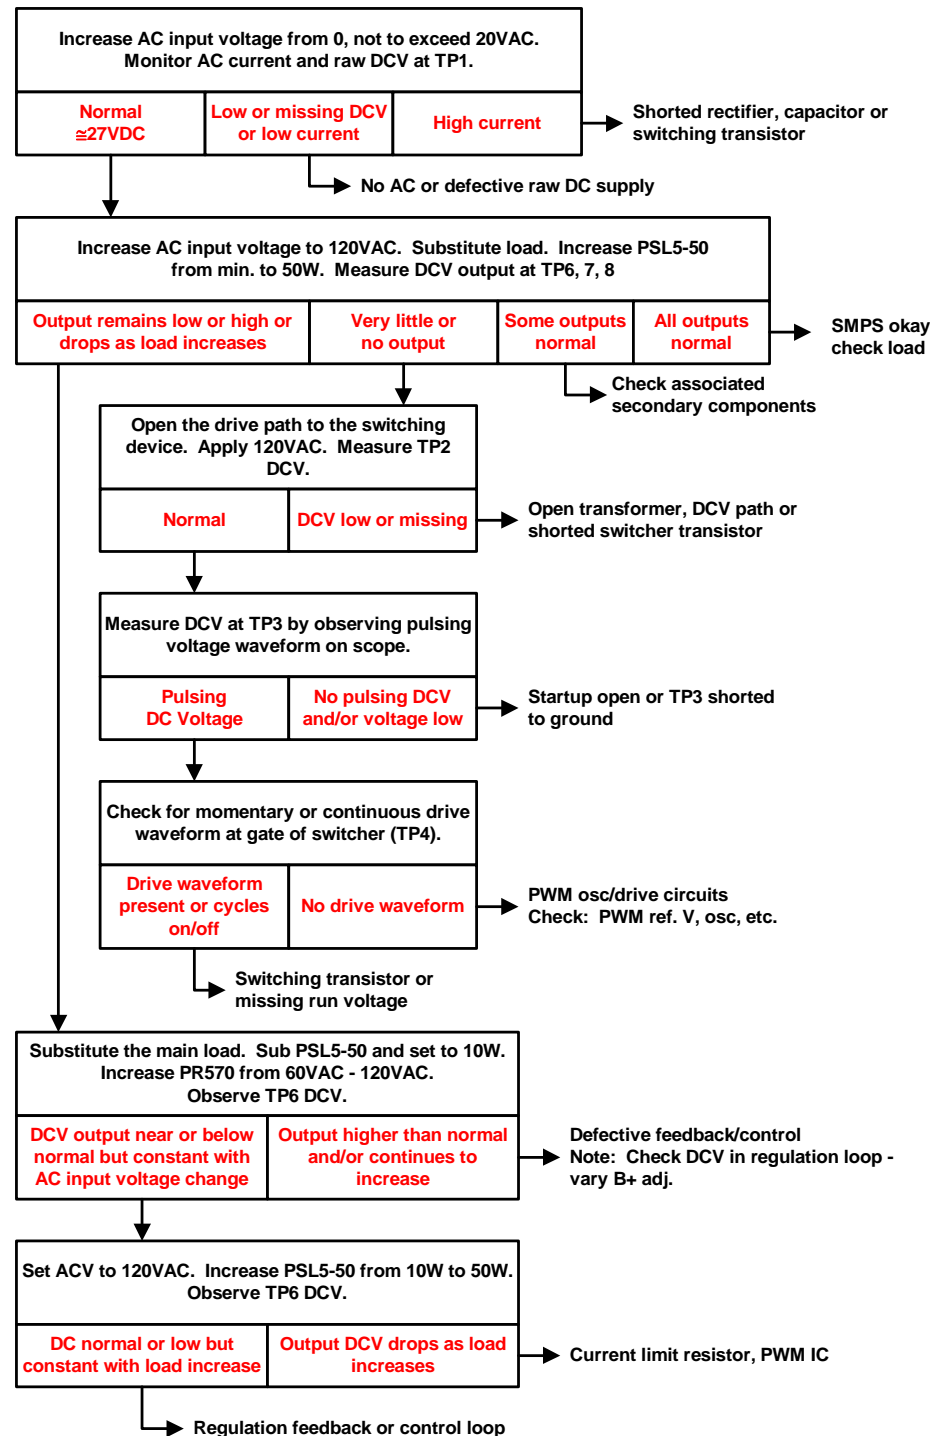 Increase AC input voltage from 0, not to exceed 20VAC.
Monitor AC current and raw DCV at TP1.
Normal
≅27VDC
Low or missing DCV
or low current
High current
Shorted rectifier, capacitor or
switching transistor
No AC or defective raw DC supply
Increase AC input voltage to 120VAC.  Substitute load.  Increase PSL5-50
from min. to 50W.  Measure DCV output at TP6, 7, 8
Output remains low or high or
drops as load increases
Very little or
no output
Some outputs
normal
All outputs
normal
SMPS okay
check load
Check associated
secondary components
Open the drive path to the switching
device.  Apply 120VAC.  Measure TP2
DCV.
Normal
DCV low or missing
Open transformer, DCV path or
shorted switcher transistor
Measure DCV at TP3 by observing pulsing
voltage waveform on scope.
Pulsing
DC Voltage
No pulsing DCV
and/or voltage low
Startup open or TP3 shorted
to ground
Check for momentary or continuous drive
waveform at gate of switcher (TP4).
Drive waveform
present or cycles
on/off
No drive waveform
PWM osc/drive circuits
Check:  PWM ref. V, osc, etc.
Switching transistor or
missing run voltage
Substitute the main load.  Sub PSL5-50 and set to 10W.
Increase PR570 from 60VAC - 120VAC.
Observe TP6 DCV.
DCV output near or below
normal but constant with
AC input voltage change
Output higher than normal
and/or continues to
increase
Defective feedback/control
Note:  Check DCV in regulation loop -
vary B+ adj.
Set ACV to 120VAC.  Increase PSL5-50 from 10W to 50W.
Observe TP6 DCV.
DC normal or low but
constant with load increase
Output DCV drops as load
increases
Current limit resistor, PWM IC
Regulation feedback or control loop